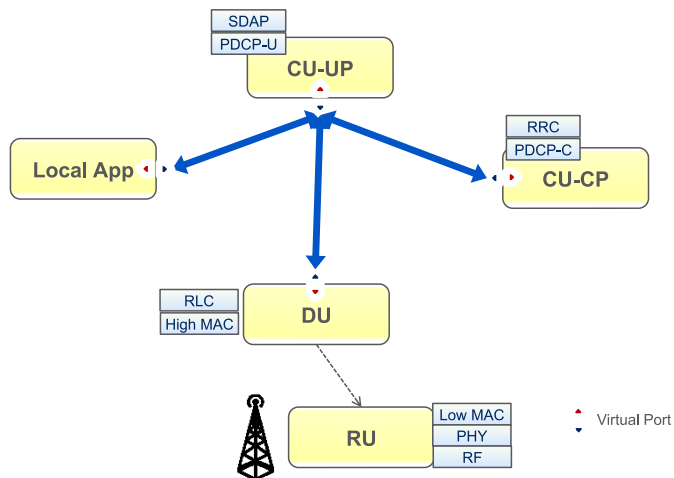 SDAP
PDCP-U
CU-UP
RRC
PDCP-C
Local App
CU-CP
RLC
High MAC
DU
Low MAC
RU
PHY
RF
Virtual Port